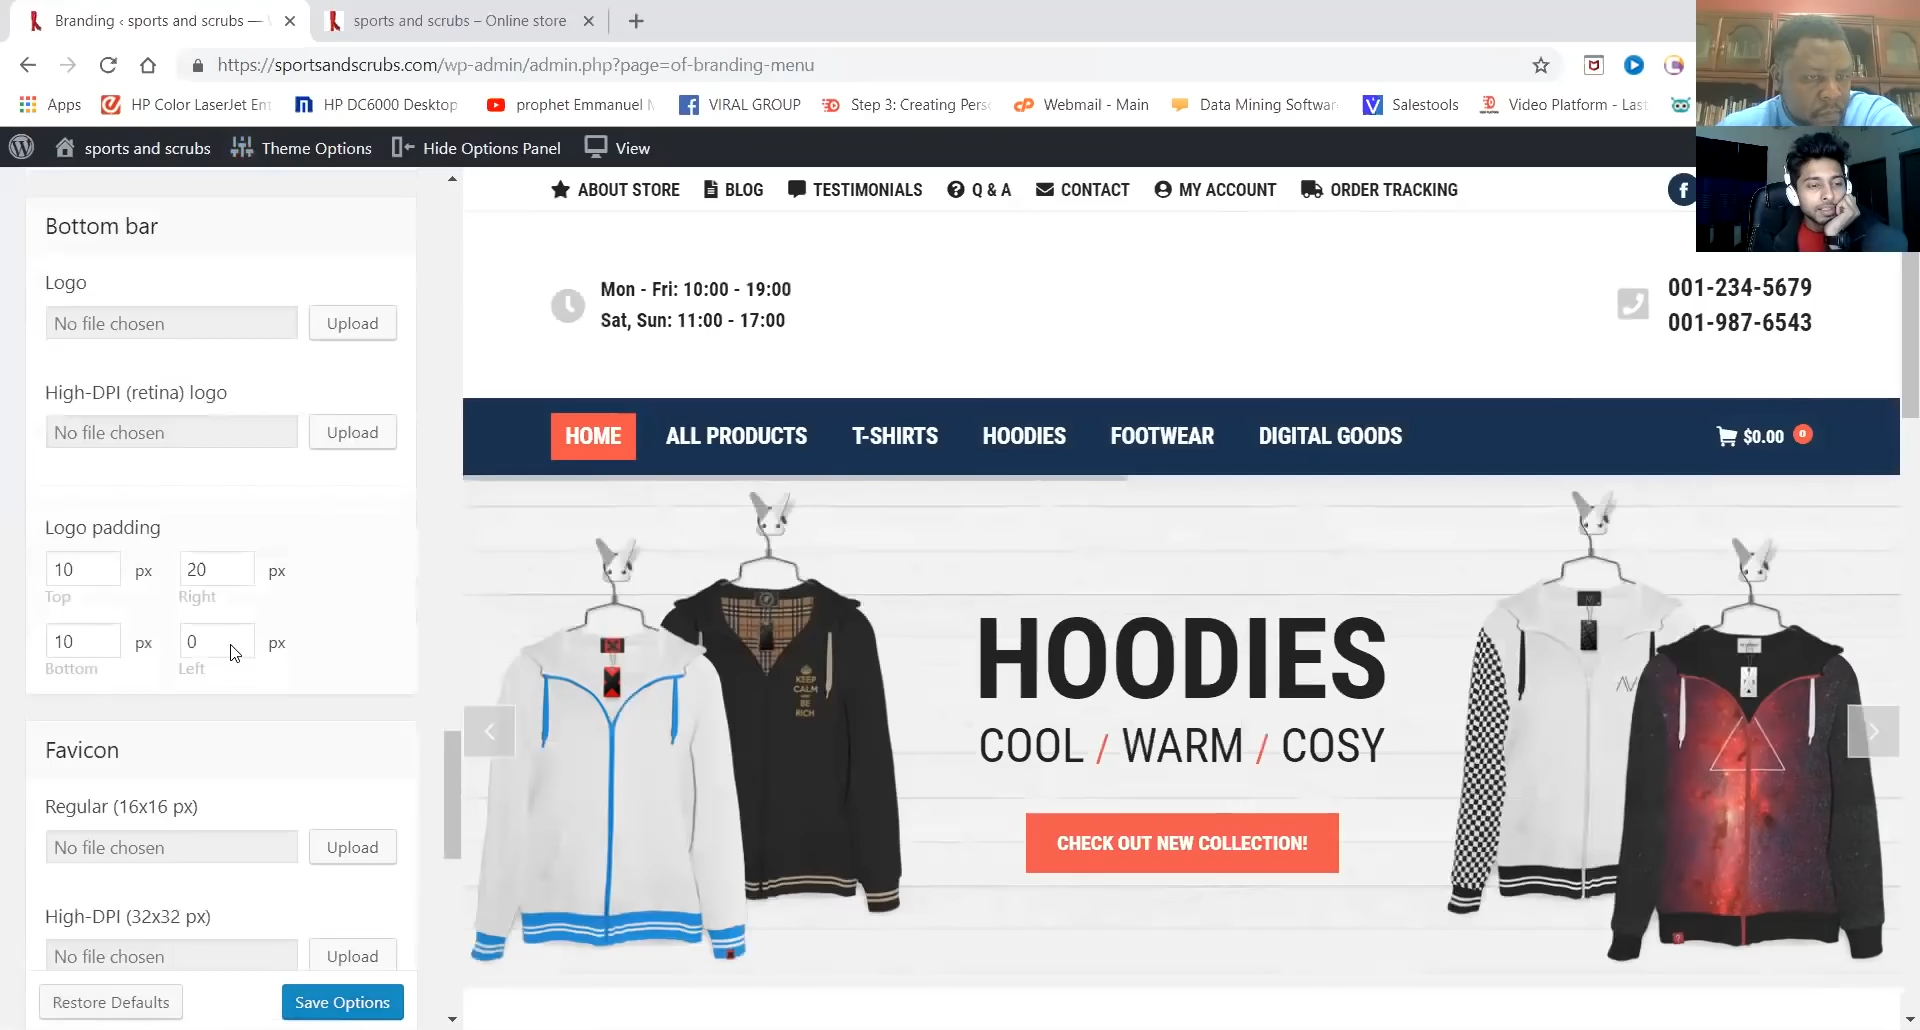 Branding ‹ sports and scrubs —
sports and scrubs – Online store
https://sportsandscrubs.com/wp-admin/admin.php?page=of-branding-menu
Apps
HP Color LaserJet Ent
HP DC6000 Desktop
prophet Emmanuel
VIRAL GROUP
Step 3: Creating Pers
Webmail - Main
Data Mining Softwar
Salestools
Video Platform - Last
sports and scrubs
Theme Options
Hide Options Panel
View
Bottom bar
Logo
No file chosen
Upload
High-DPI (retina) logo
No file chosen
Upload
Logo padding
10 px 20 px
Top Right
10 px 0 px
Bottom Left
Favicon
Regular (16x16 px)
No file chosen
Upload
High-DPI (32x32 px)
No file chosen
Upload
Restore Defaults
Save Options
ABOUT STORE
BLOG
TESTIMONIALS
Q & A
CONTACT
MY ACCOUNT
ORDER TRACKING
Mon - Fri: 10:00 - 19:00
Sat, Sun: 11:00 - 17:00
001-234-5679
001-987-6543
HOME
ALL PRODUCTS
T-SHIRTS
HOODIES
FOOTWEAR
DIGITAL GOODS
$0.00 0
HOODIES
COOL / WARM / COSY
CHECK OUT NEW COLLECTION!
KEEP
CALM
BE
RICH